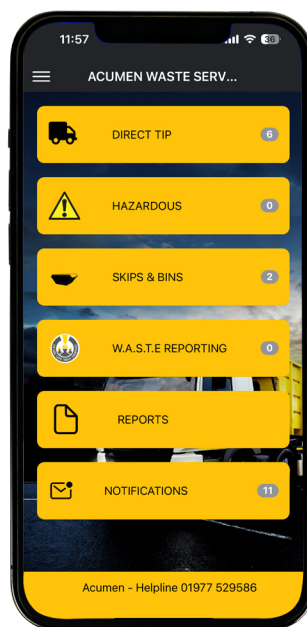 11:57
36
ACUMEN WASTE SERV...
DIRECT TIP 6
HAZARDOUS 0
SKIPS & BINS 2
W.A.S.T.E REPORTING 0
REPORTS
NOTIFICATIONS 11
Acumen - Helpline 01977 529586